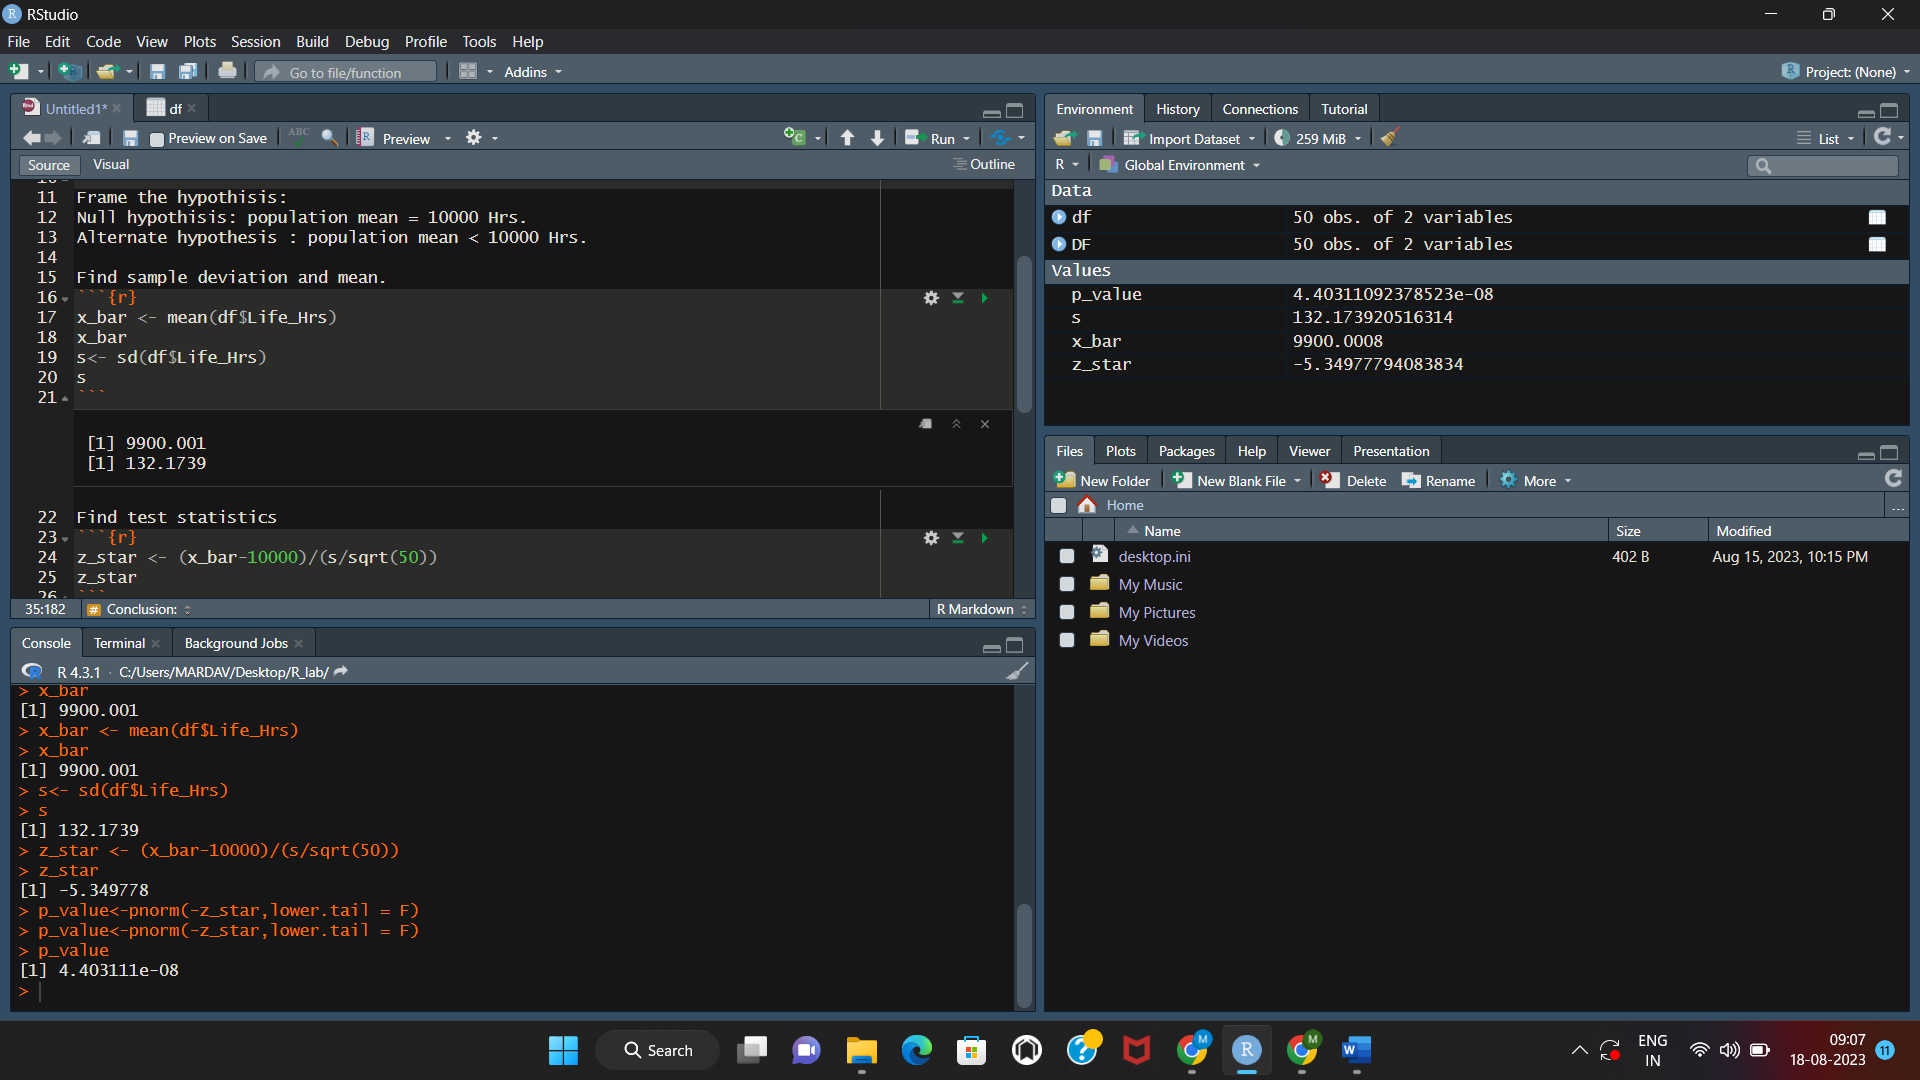 RStudio
File Edit Code View Plots Session Build Debug Profile Tools Help
Go to file/function Addins Project: (None)
Untitled1* df
Preview on Save ABC Preview Run
Source Visual Outline
11 Frame the hypothisis:
12 Null hypothisis: population mean = 10000 Hrs.
13 Alternate hypothesis : population mean < 10000 Hrs.
14
15 Find sample deviation and mean.
16 ```{r}
17 x_bar <- mean(df$Life_Hrs)
18 x_bar
19 s<- sd(df$Life_Hrs)
20 s
21 ```
[1] 9900.001
[1] 132.1739
22 Find test statistics
23 ```{r}
24 z_star <- (x_bar-10000)/(s/sqrt(50))
25 z_star
26 ```
35:182 # Conclusion: R Markdown
Console Terminal Background Jobs
R 4.3.1 · C:/Users/MARDAV/Desktop/R_lab/
> x_bar
[1] 9900.001
> x_bar <- mean(df$Life_Hrs)
> x_bar
[1] 9900.001
> s<- sd(df$Life_Hrs)
> s
[1] 132.1739
> z_star <- (x_bar-10000)/(s/sqrt(50))
> z_star
[1] -5.349778
> p_value<-pnorm(-z_star,lower.tail = F)
> p_value<-pnorm(-z_star,lower.tail = F)
> p_value
[1] 4.403111e-08
>
Environment History Connections Tutorial
Import Dataset 259 MiB List
R Global Environment
Data
df 50 obs. of 2 variables
DF 50 obs. of 2 variables
Values
p_value 4.40311092378523e-08
s 132.173920516314
x_bar 9900.0008
z_star -5.34977794083834
Files Plots Packages Help Viewer Presentation
New Folder New Blank File Delete Rename More
Home ...
Name Size Modified
desktop.ini 402 B Aug 15, 2023, 10:15 PM
My Music
My Pictures
My Videos
Search
ENG
IN
09:07
18-08-2023
11